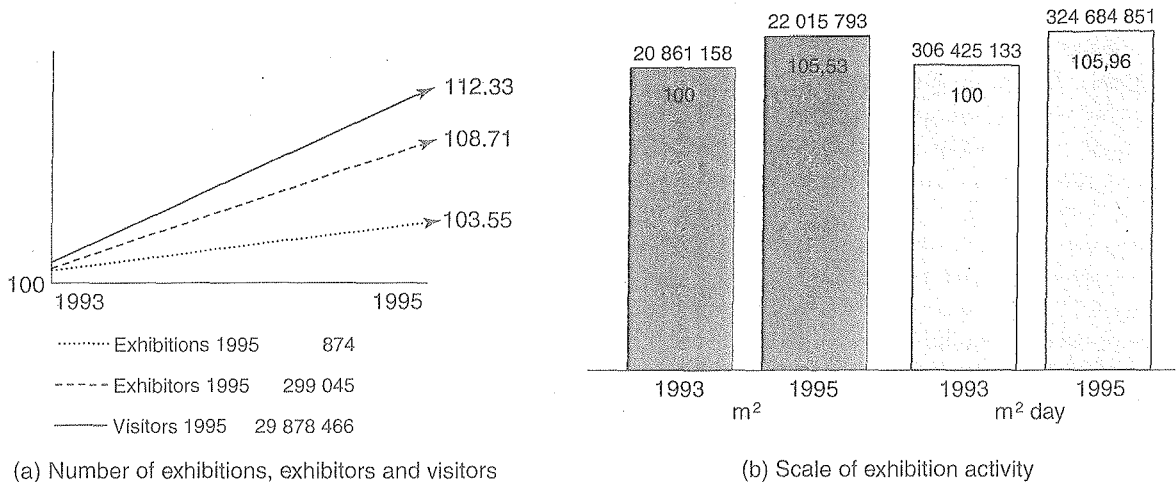 112.33
108.71
103.55
100
1993 1995
Exhibitions 1995 874
Exhibitors 1995 299 045
Visitors 1995 29 878 466
(a) Number of exhibitions, exhibitors and visitors
20 861 158
22 015 793
306 425 133
324 684 851
100
105,53
100
105,96
1993 1995 1993 1995
m² m² day
(b) Scale of exhibition activity